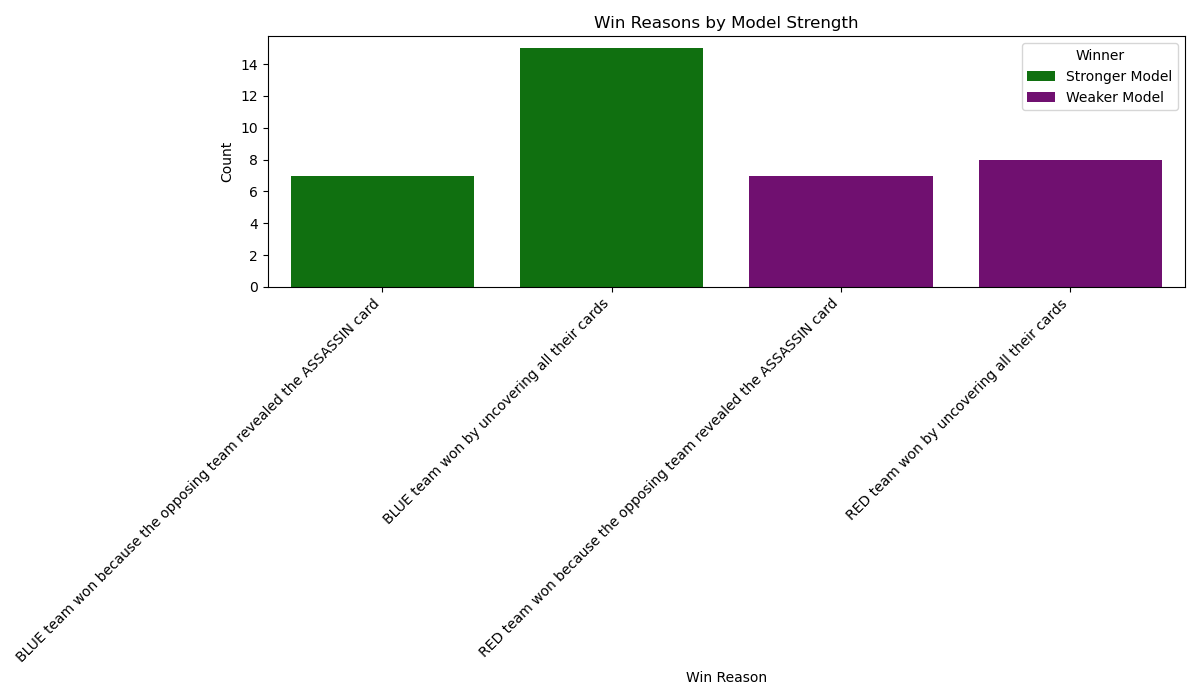 Win Reasons by Model Strength
Winner
Stronger Model
Weaker Model
Count
14
12
10
8
6
4
2
0
BLUE team won because the opposing team revealed the ASSASSIN card
BLUE team won by uncovering all their cards
RED team won because the opposing team revealed the ASSASSIN card
RED team won by uncovering all their cards
Win Reason